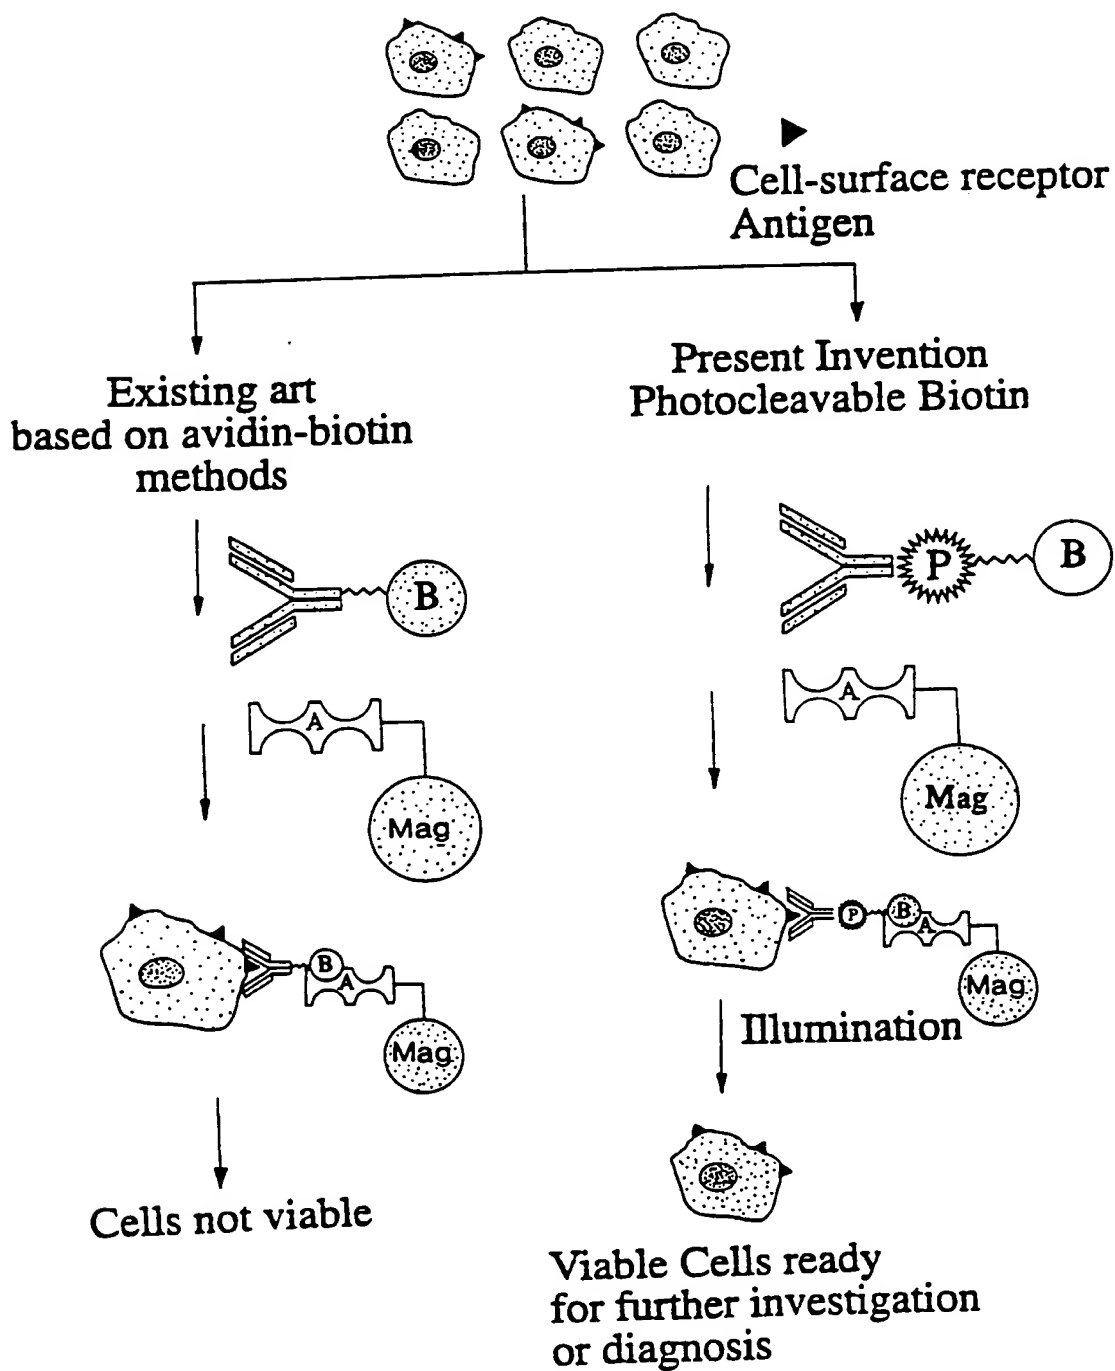 Cell-surface receptor
Antigen
Existing art
based on avidin-biotin
methods
Present Invention
Photocleavable Biotin
B
P
B
A
Mag
A
Mag
B
A
Mag
P
B
A
Mag
Illumination
Cells not viable
Viable Cells ready
for further investigation
or diagnosis